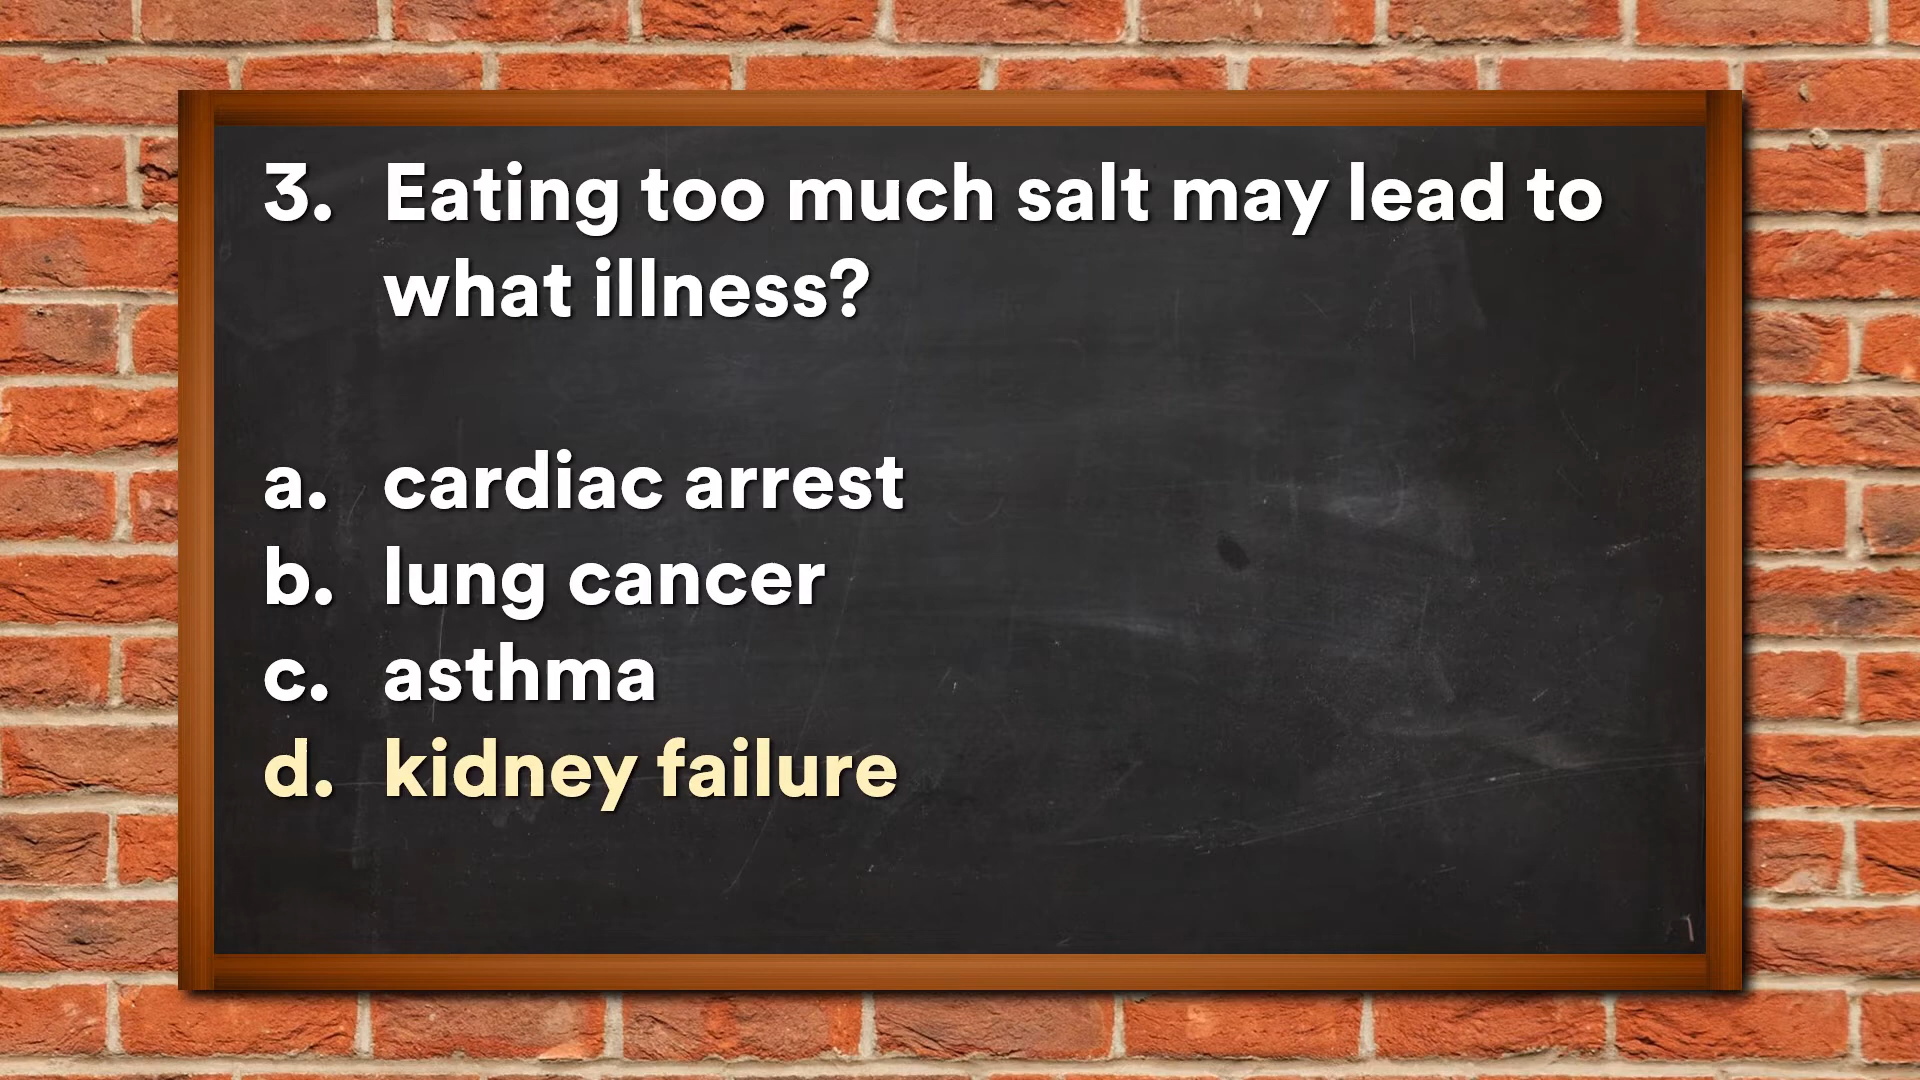 3. Eating too much salt may lead to
what illness?
a. cardiac arrest
b. lung cancer
c. asthma
d. kidney failure